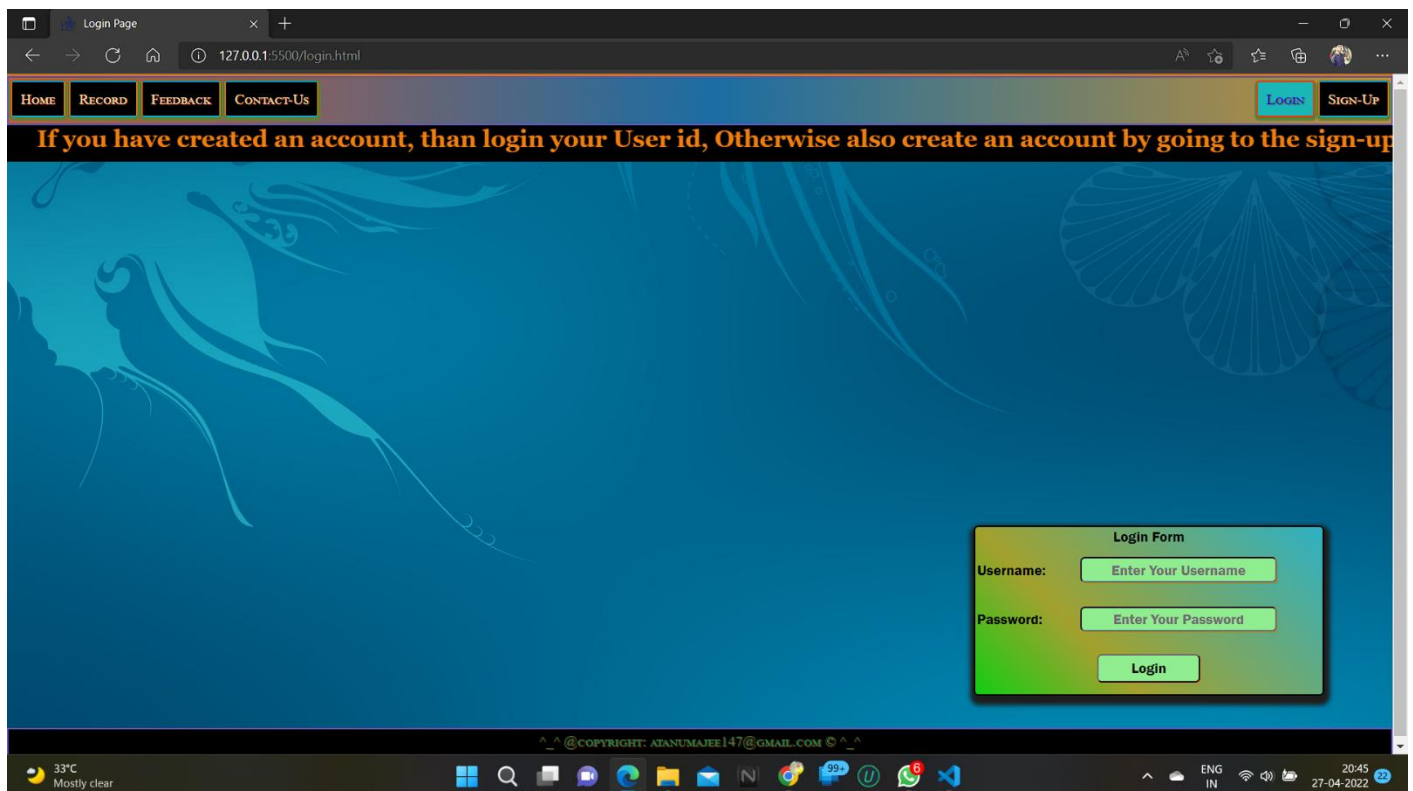 Login Page
127.0.0.1:5500/login.html
Home Record Feedback Contact-Us Login Sign-Up
If you have created an account, than login your User id, Otherwise also create an account by going to the sign-up
Login Form
Username: Enter Your Username
Password: Enter Your Password
Login
^_^ @copyright: atanumajee147@gmail.com © ^_^
33°C
Mostly clear
99+
6
ENG
IN
20:45
27-04-2022
22